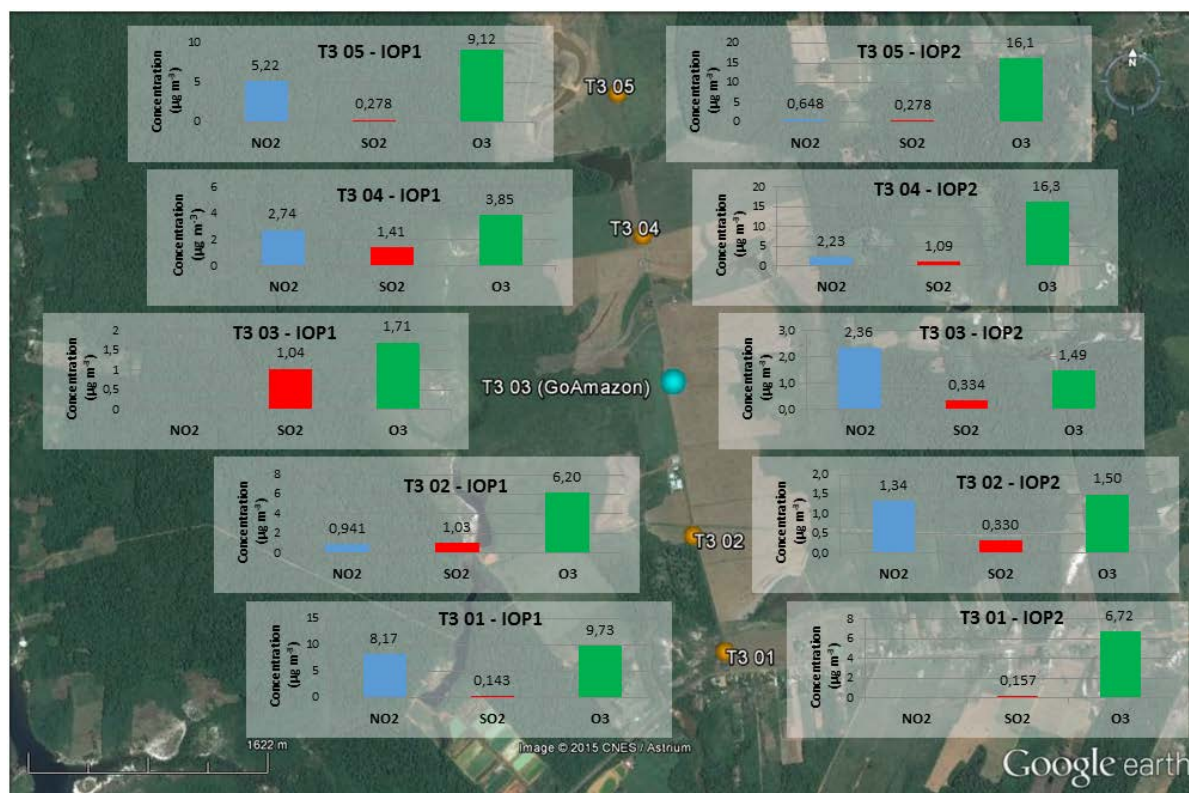 T3 05 - IOP1
Concentration
(µg m-3)
10
5
0
5,22
0,278
9,12
NO2 SO2 O3
T3 05 - IOP2
Concentration
(µg m-3)
20
15
10
5
0
0,648
0,278
16,1
NO2 SO2 O3
T3 05
N
T3 04 - IOP1
Concentration
(µg m-3)
6
4
2
0
2,74
1,41
3,85
NO2 SO2 O3
T3 04 - IOP2
Concentration
(µg m-3)
20
15
10
5
0
2,23
1,09
16,3
NO2 SO2 O3
T3 04
T3 03 - IOP1
Concentration
(µg m-3)
2
1,5
1
0,5
0
1,04
1,71
NO2 SO2 O3
T3 03 - IOP2
Concentration
(µg m-3)
3,0
2,0
1,0
0,0
2,36
0,334
1,49
NO2 SO2 O3
T3 03 (GoAmazon)
T3 02 - IOP1
Concentration
(µg m-3)
8
6
4
2
0
0,941
1,03
6,20
NO2 SO2 O3
T3 02 - IOP2
Concentration
(µg m-3)
2,0
1,5
1,0
0,5
0,0
1,34
0,330
1,50
NO2 SO2 O3
T3 02
T3 01 - IOP1
Concentration
(µg m-3)
15
10
5
0
8,17
0,143
9,73
NO2 SO2 O3
T3 01 - IOP2
Concentration
(µg m-3)
8
6
4
2
0
0,157
6,72
NO2 SO2 O3
T3 01
1622 m
Image © 2015 CNES / Astrium
Google earth